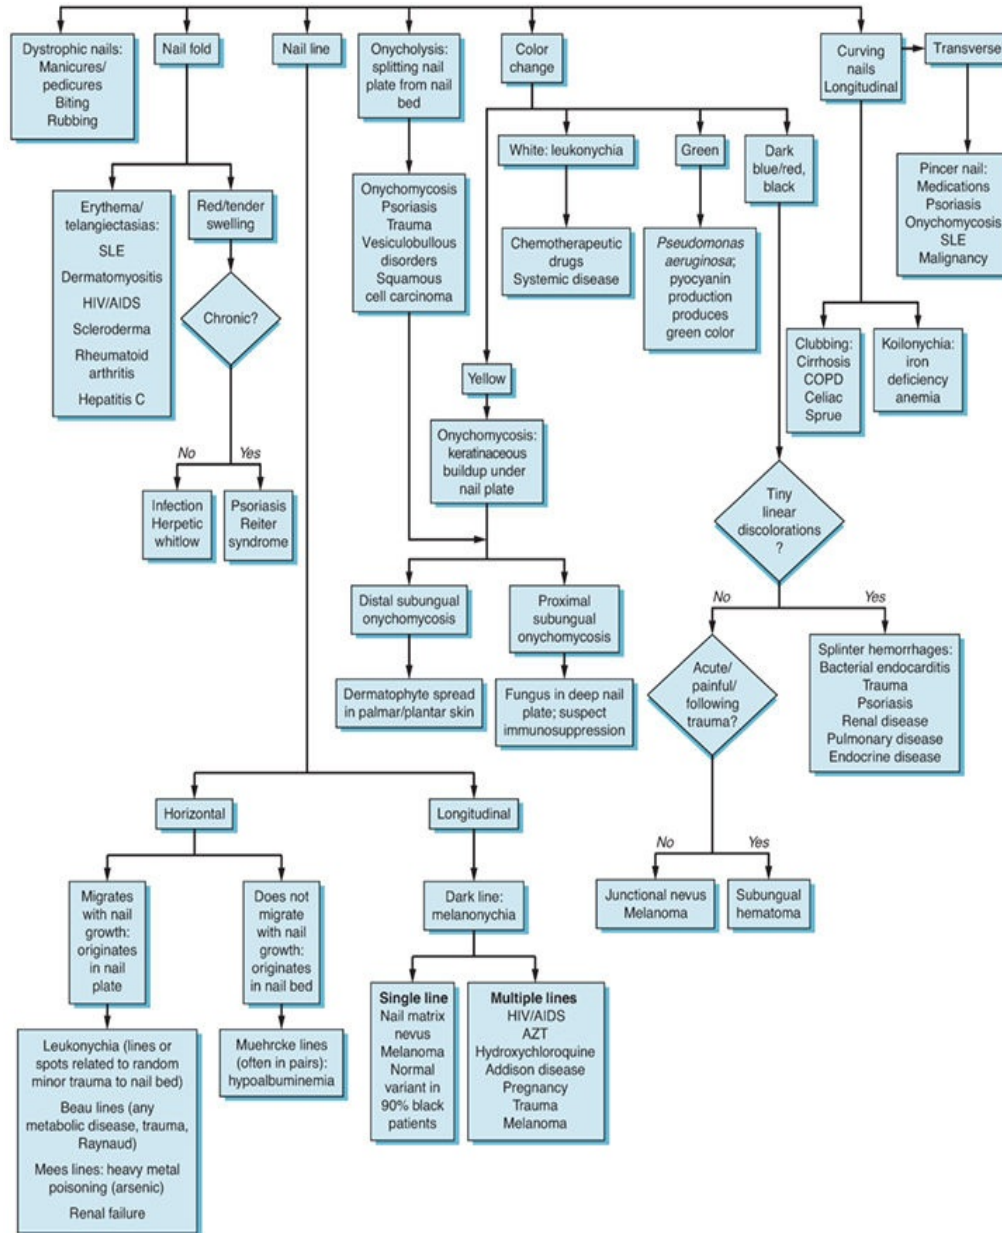 Dystrophic nails:
Manicures/
pedicures
Biting
Rubbing
Nail fold
Nail line
Onycholysis:
splitting nail
plate from nail
bed
Color
change
Curving
nails
Longitudinal
Transverse
White: leukonychia
Green
Dark
blue/red,
black
Pincer nail:
Medications
Psoriasis
Onychomycosis
SLE
Malignancy
Erythema/
telangiectasias:
SLE
Dermatomyositis
HIV/AIDS
Scleroderma
Rheumatoid
arthritis
Hepatitis C
Red/tender
swelling
Chronic?
Onychomycosis
Psoriasis
Trauma
Vesiculobullous
disorders
Squamous
cell carcinoma
Chemotherapeutic
drugs
Systemic disease
Pseudomonas
aeruginosa;
pyocyanin
production
produces
green color
Clubbing:
Cirrhosis
COPD
Celiac
Sprue
Koilonychia:
iron
deficiency
anemia
Yellow
Onychomycosis:
keratinaceous
buildup under
nail plate
No
Yes
Infection
Herpetic
whitlow
Psoriasis
Reiter
syndrome
Tiny
linear
discolorations
?
Distal subungual
onychomycosis
Proximal
subungual
onychomycosis
No
Yes
Dermatophyte spread
in palmar/plantar skin
Fungus in deep nail
plate; suspect
immunosuppression
Acute/
painful/
following
trauma?
Splinter hemorrhages:
Bacterial endocarditis
Trauma
Psoriasis
Renal disease
Pulmonary disease
Endocrine disease
Horizontal
Longitudinal
No
Yes
Migrates
with nail
growth:
originates
in nail
plate
Does not
migrate
with nail
growth:
originates
in nail bed
Dark line:
melanonychia
Junctional nevus
Melanoma
Subungual
hematoma
Leukonychia (lines or
spots related to random
minor trauma to nail bed)
Beau lines (any
metabolic disease, trauma,
Raynaud)
Mees lines: heavy metal
poisoning (arsenic)
Renal failure
Muehrcke lines
(often in pairs):
hypoalbuminemia
Single line
Nail matrix
nevus
Melanoma
Normal
variant in
90% black
patients
Multiple lines
HIV/AIDS
AZT
Hydroxychloroquine
Addison disease
Pregnancy
Trauma
Melanoma